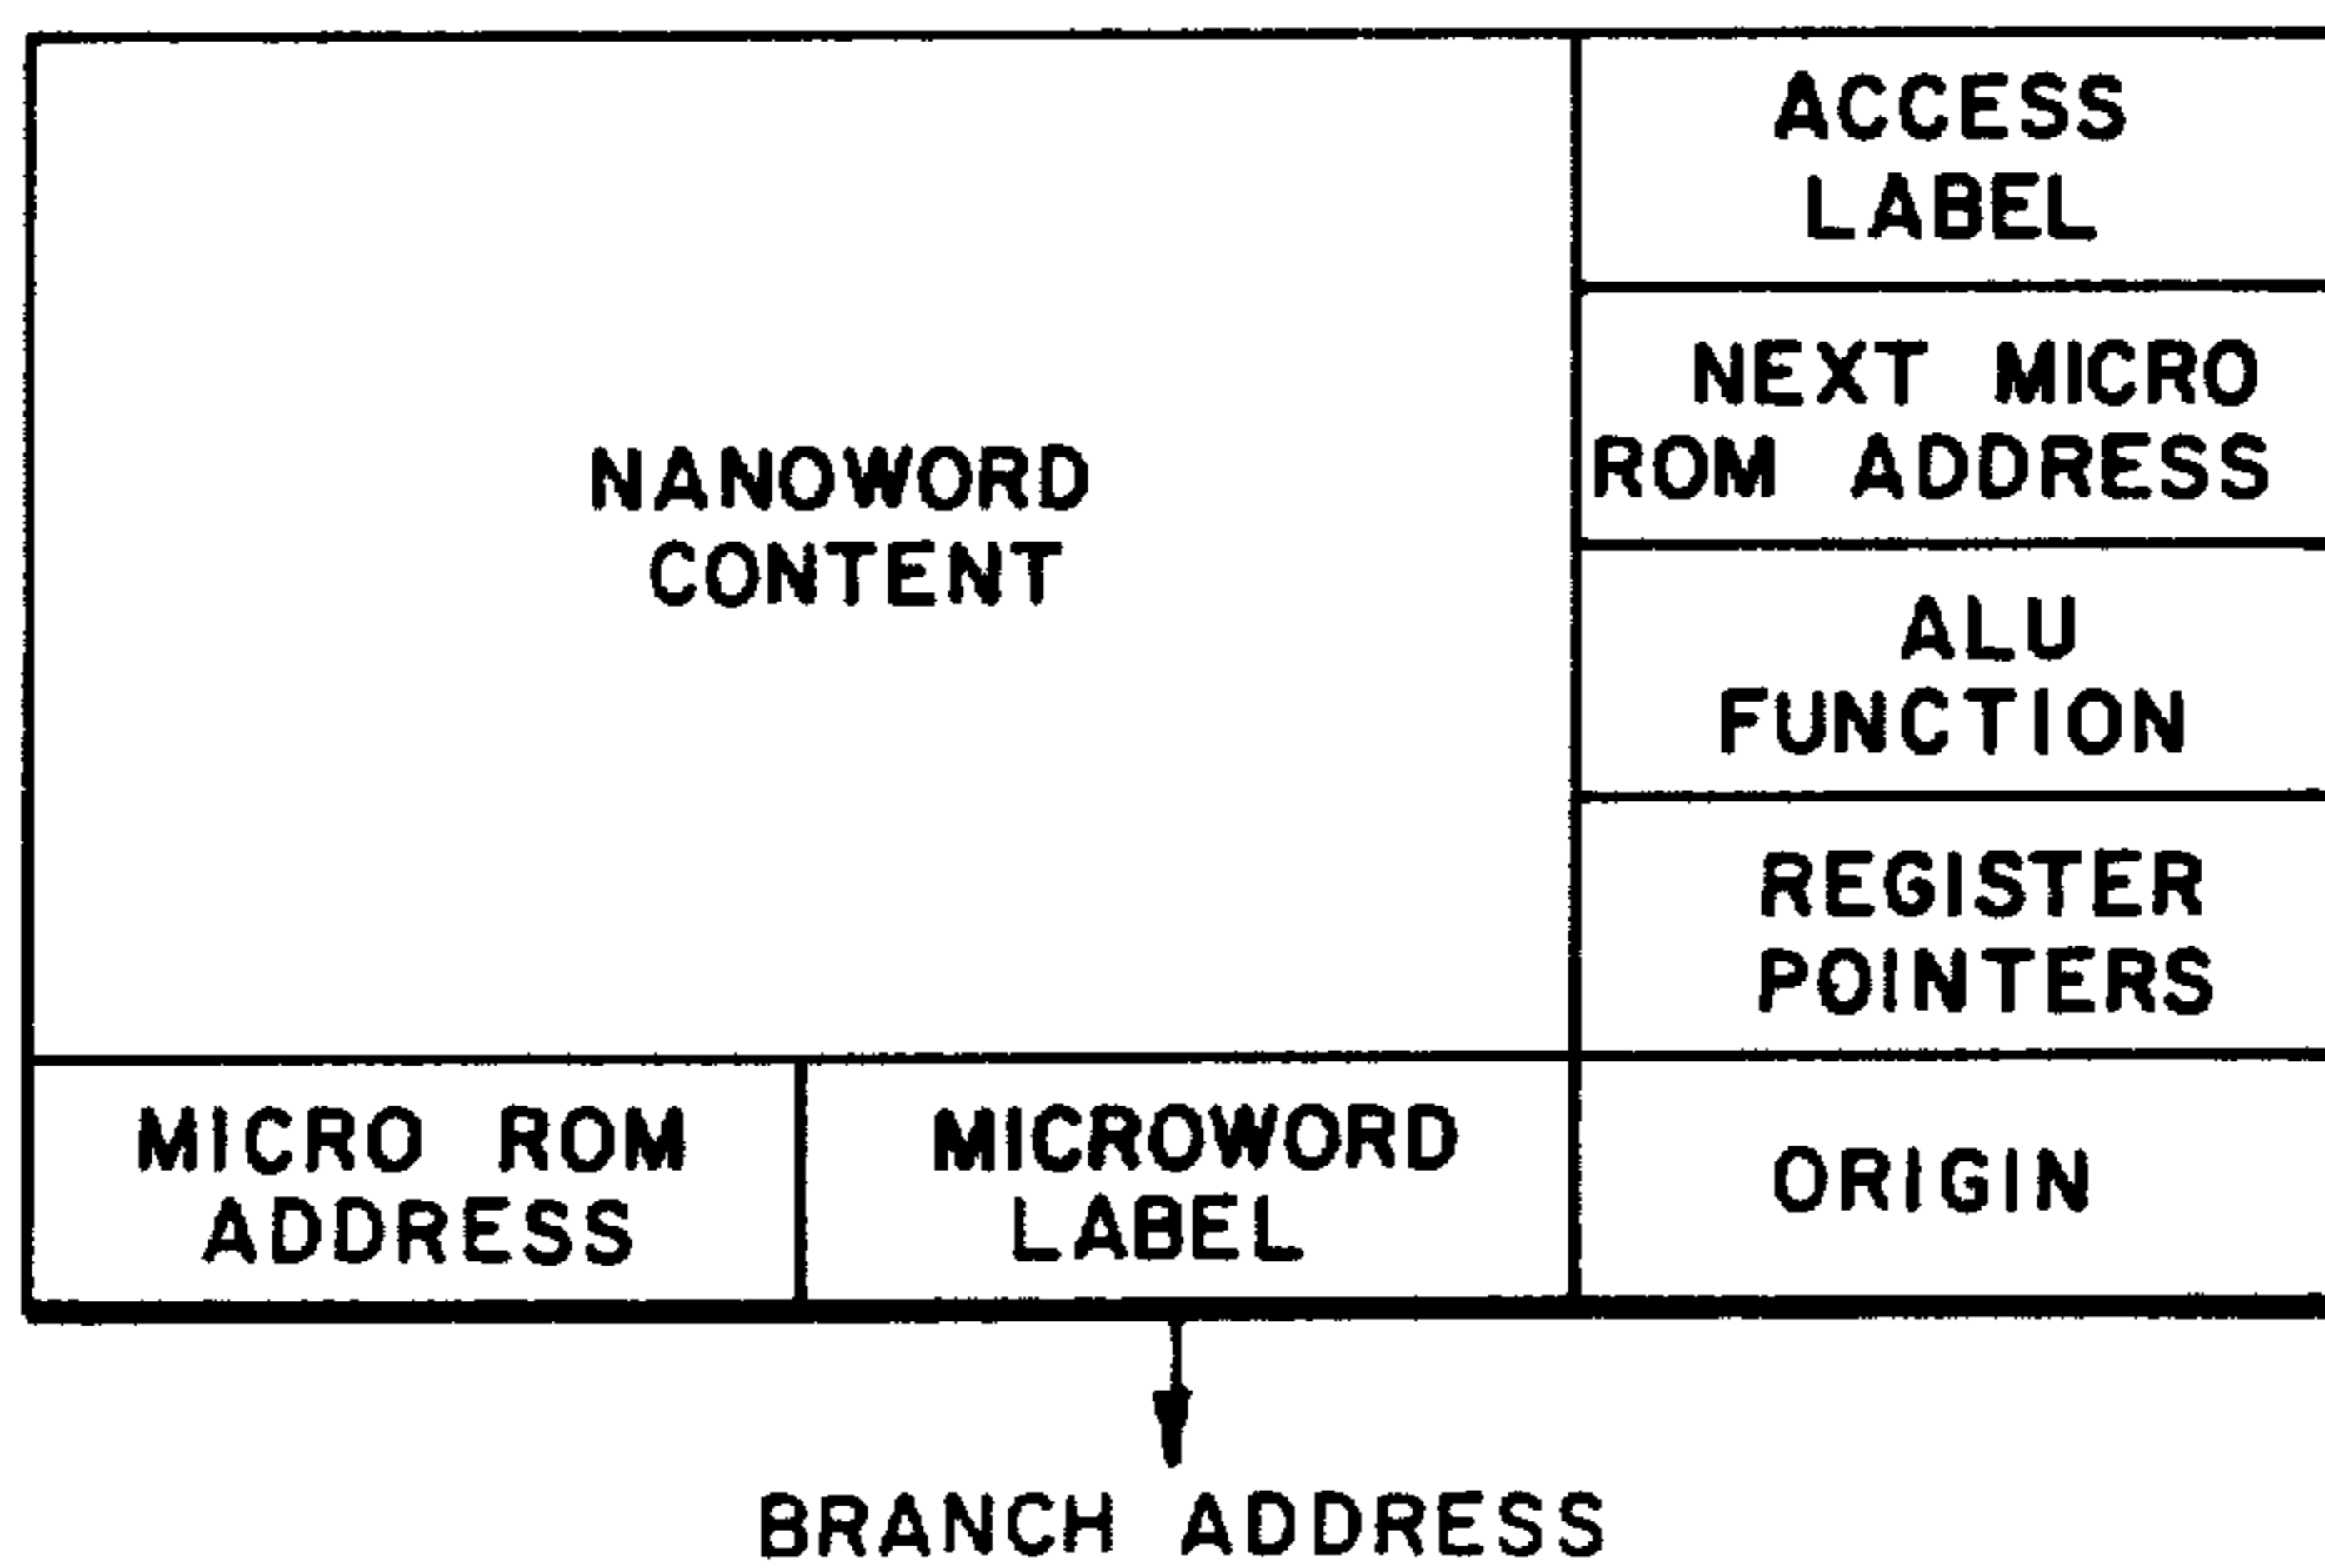 ACCESS
LABEL
NEXT MICRO
ROM ADDRESS
NANOWORD
CONTENT
ALU
FUNCTION
REGISTER
POINTERS
MICRO ROM
ADDRESS
MICROWORD
LABEL
ORIGIN
BRANCH ADDRESS